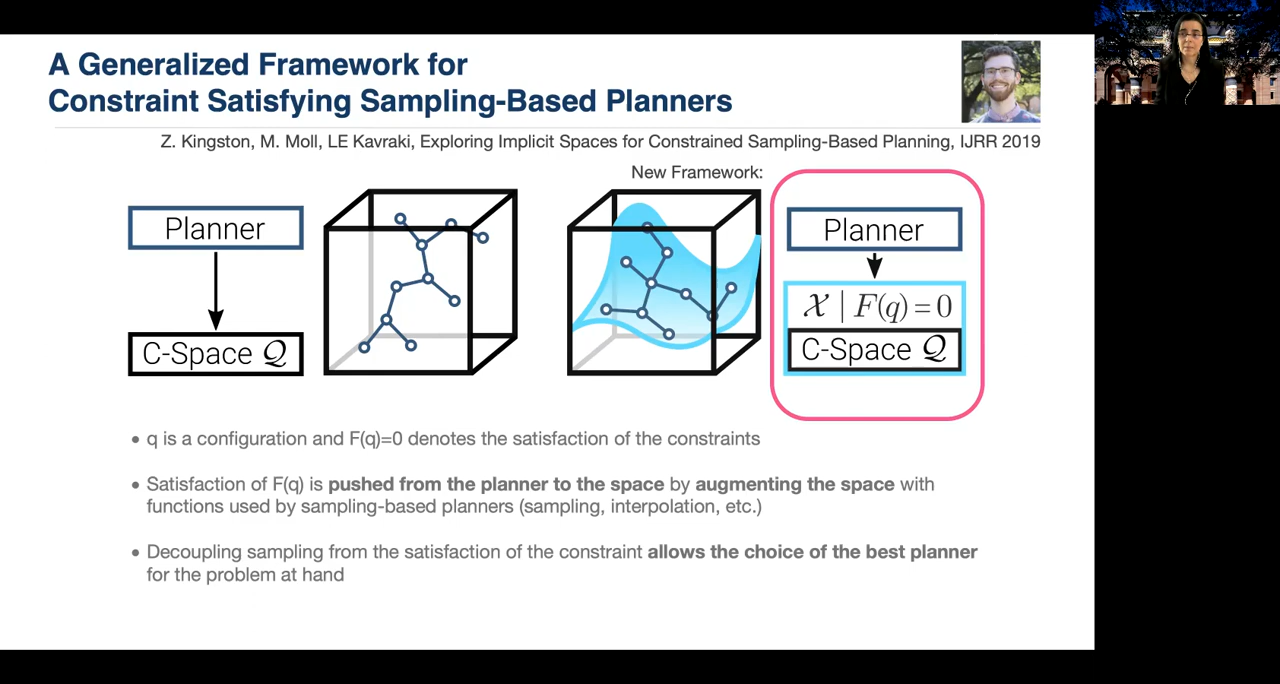 A Generalized Framework for
Constraint Satisfying Sampling-Based Planners
Z. Kingston, M. Moll, LE Kavraki, Exploring Implicit Spaces for Constrained Sampling-Based Planning, IJRR 2019
New Framework:
Planner
C-Space 𝒬
Planner
𝒳 | F(q) = 0
C-Space 𝒬
• q is a configuration and F(q)=0 denotes the satisfaction of the constraints
• Satisfaction of F(q) is pushed from the planner to the space by augmenting the space with
functions used by sampling-based planners (sampling, interpolation, etc.)
• Decoupling sampling from the satisfaction of the constraint allows the choice of the best planner
for the problem at hand